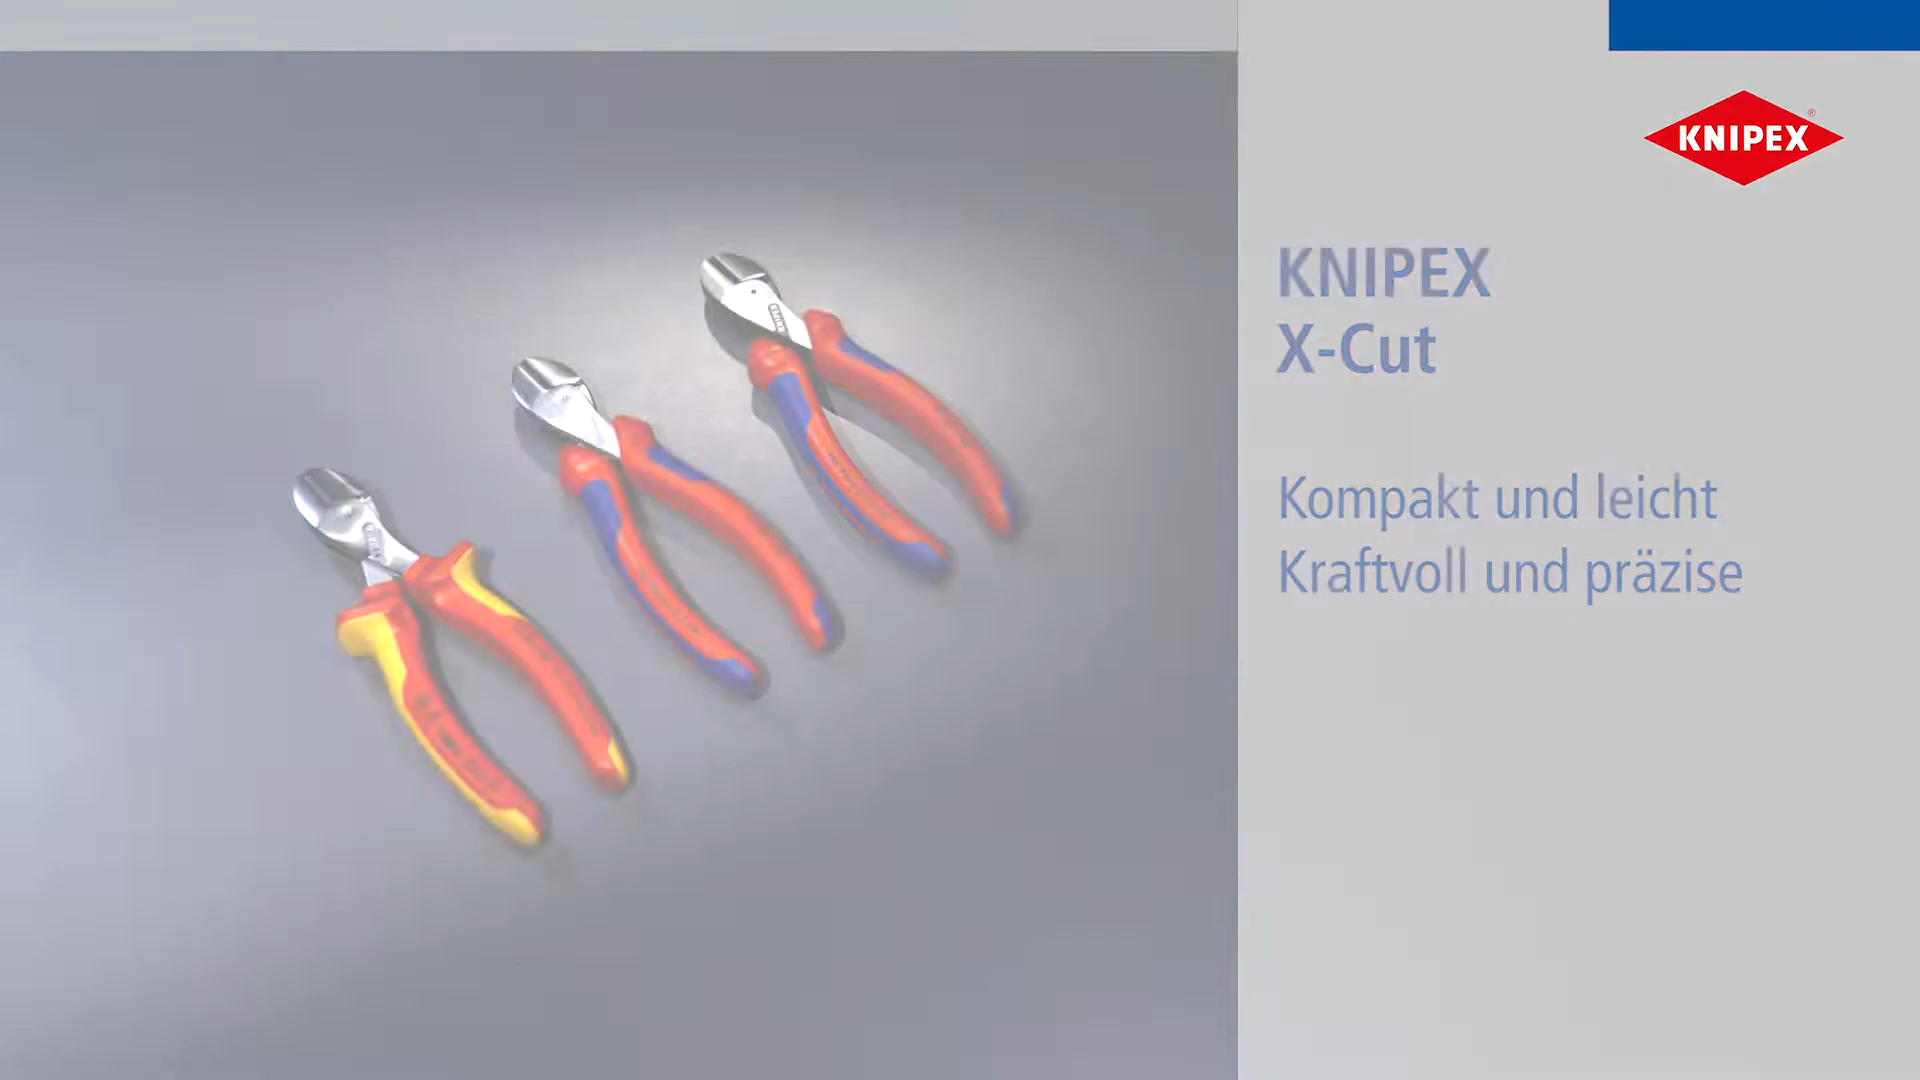 KNIPEX®
KNIPEX
X-Cut
Kompakt und leicht
Kraftvoll und präzise